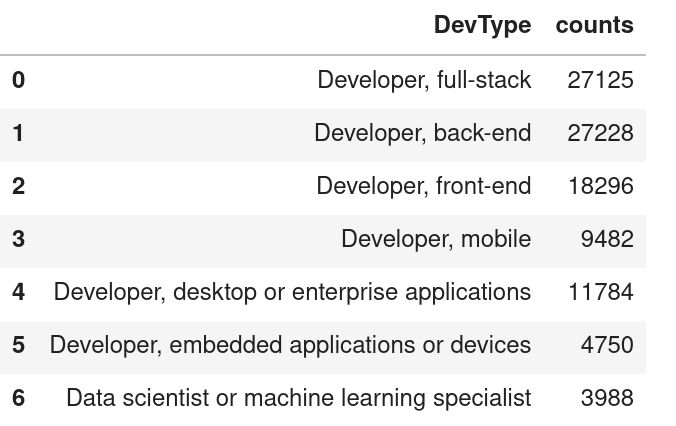 DevType counts
0 Developer, full-stack 27125
1 Developer, back-end 27228
2 Developer, front-end 18296
3 Developer, mobile 9482
4 Developer, desktop or enterprise applications 11784
5 Developer, embedded applications or devices 4750
6 Data scientist or machine learning specialist 3988